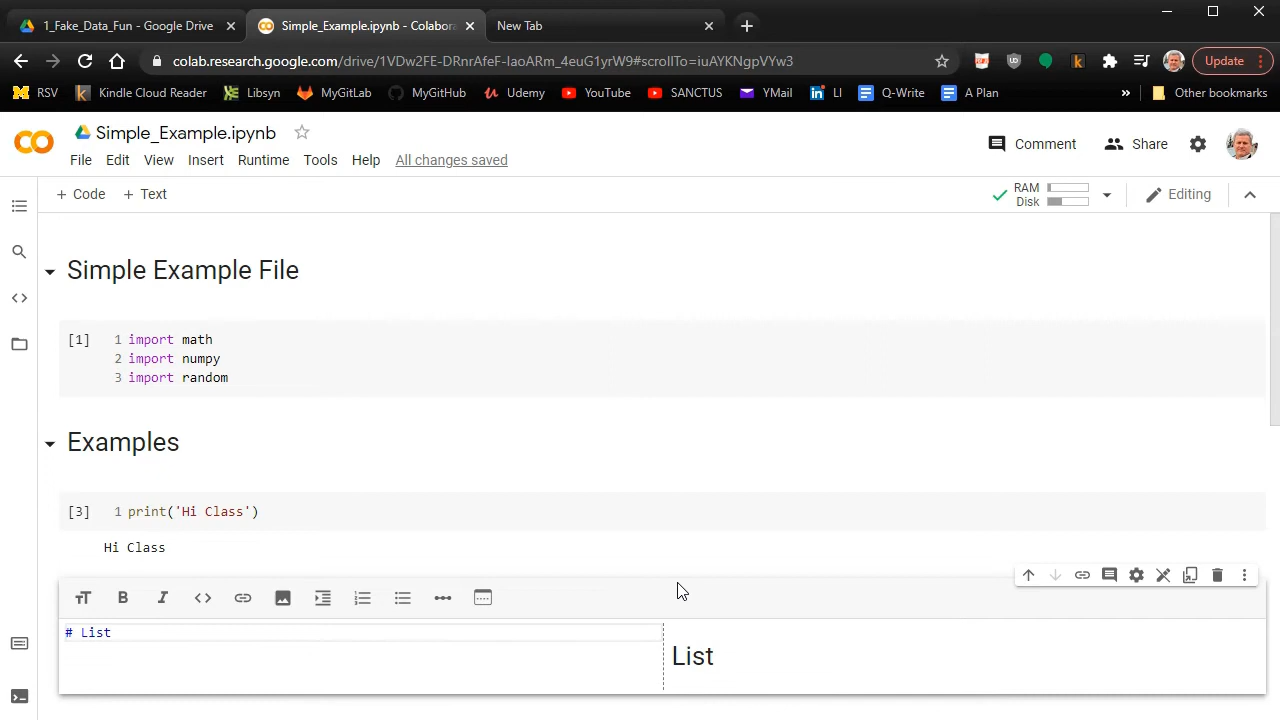 1_Fake_Data_Fun - Google Drive
Simple_Example.ipynb - Colabora
New Tab
colab.research.google.com/drive/1VDw2FE-DRnrAfeF-laoARm_4euG1yrW9#scrollTo=iuAYKNgpVYw3
Update
RSV
Kindle Cloud Reader
Libsyn
MyGitLab
MyGitHub
Udemy
YouTube
SANCTUS
YMail
LI
Q-Write
A Plan
»
Other bookmarks
CO
Simple_Example.ipynb
Comment
Share
File Edit View Insert Runtime Tools Help All changes saved
+ Code + Text
RAM
Disk
Editing
Simple Example File
[1] 1 import math
2 import numpy
3 import random
Examples
[3] 1 print('Hi Class')
Hi Class
# List
List